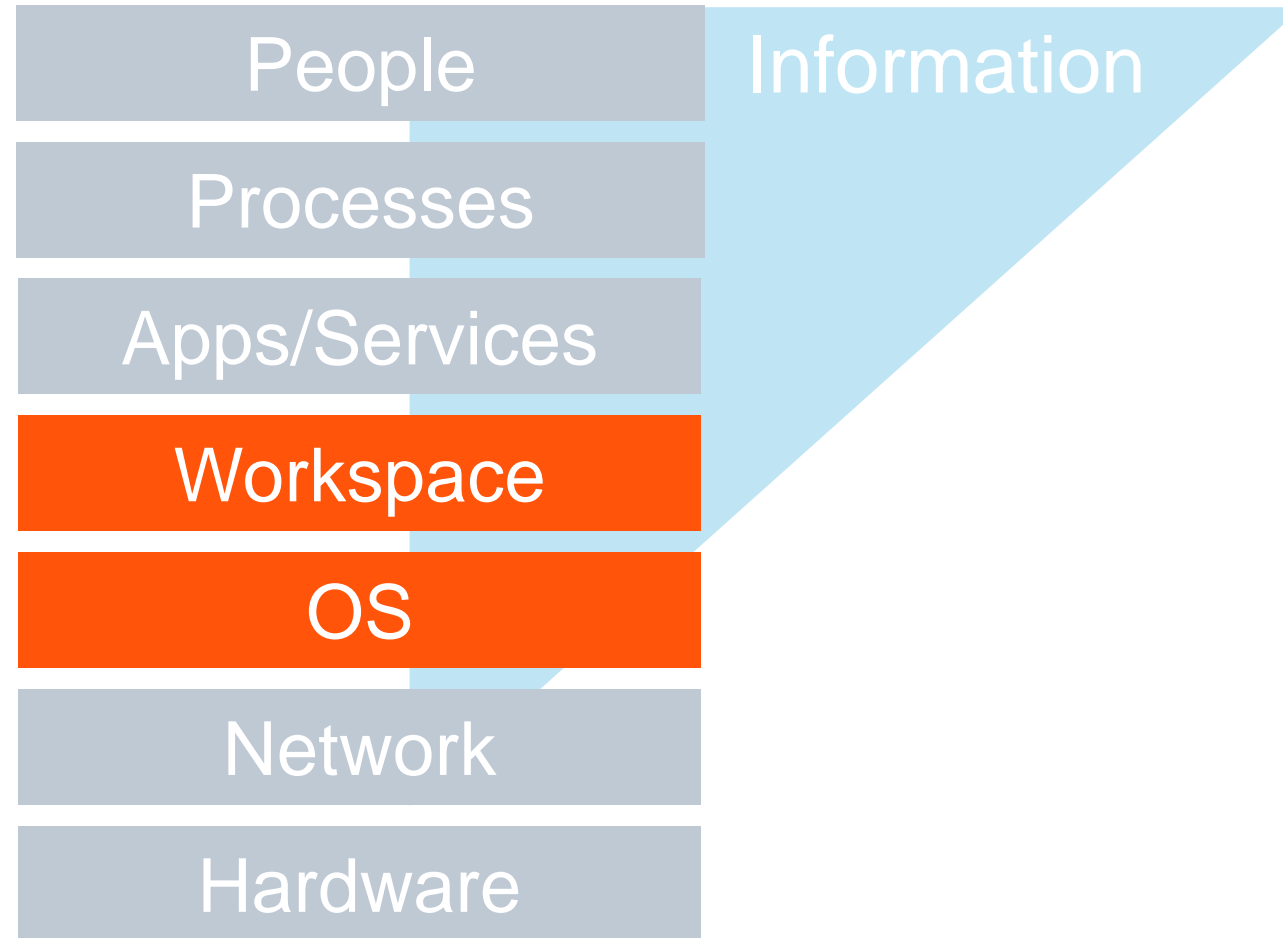 People
Information
Processes
Apps/Services
Workspace
OS
Network
Hardware